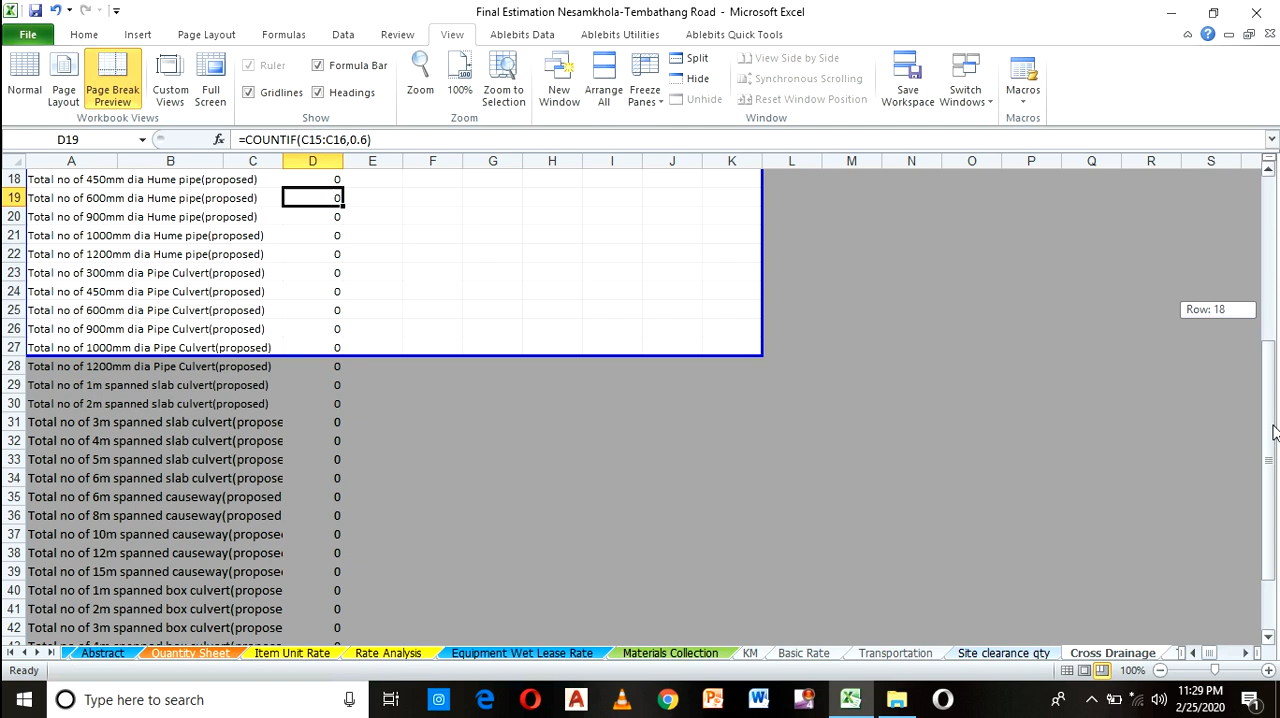 Final Estimation Nesamkhola-Tembathang Road - Microsoft Excel
File Home Insert Page Layout Formulas Data Review View Ablebits Data Ablebits Utilities Ablebits Quick Tools
Normal Page Layout Page Break Preview Custom Views Full Screen
Ruler Formula Bar
Gridlines Headings
Zoom 100% Zoom to Selection
New Window Arrange All Freeze Panes
Split
Hide
Unhide
View Side by Side
Synchronous Scrolling
Reset Window Position
Save Workspace Switch Windows Macros
Workbook Views Show Zoom Window Macros
D19 fx =COUNTIF(C15:C16,0.6)
A B C D E F G H I J K L M N O P Q R S
18 Total no of 450mm dia Hume pipe(proposed) 0
19 Total no of 600mm dia Hume pipe(proposed) 0
20 Total no of 900mm dia Hume pipe(proposed) 0
21 Total no of 1000mm dia Hume pipe(proposed) 0
22 Total no of 1200mm dia Hume pipe(proposed) 0
23 Total no of 300mm dia Pipe Culvert(proposed) 0
24 Total no of 450mm dia Pipe Culvert(proposed) 0
25 Total no of 600mm dia Pipe Culvert(proposed) 0
Row: 18
26 Total no of 900mm dia Pipe Culvert(proposed) 0
27 Total no of 1000mm dia Pipe Culvert(proposed) 0
28 Total no of 1200mm dia Pipe Culvert(proposed) 0
29 Total no of 1m spanned slab culvert(proposed) 0
30 Total no of 2m spanned slab culvert(proposed) 0
31 Total no of 3m spanned slab culvert(propose 0
32 Total no of 4m spanned slab culvert(propose 0
33 Total no of 5m spanned slab culvert(propose 0
34 Total no of 6m spanned slab culvert(propose 0
35 Total no of 6m spanned causeway(proposed 0
36 Total no of 8m spanned causeway(proposed 0
37 Total no of 10m spanned causeway(propose 0
38 Total no of 12m spanned causeway(propose 0
39 Total no of 15m spanned causeway(propose 0
40 Total no of 1m spanned box culvert(propose 0
41 Total no of 2m spanned box culvert(propose 0
42 Total no of 3m spanned box culvert(propose 0
Abstract Quantity Sheet Item Unit Rate Rate Analysis Equipment Wet Lease Rate Materials Collection KM Basic Rate Transportation Site clearance qty Cross Drainage
Ready 100%
Type here to search
11:29 PM
2/25/2020